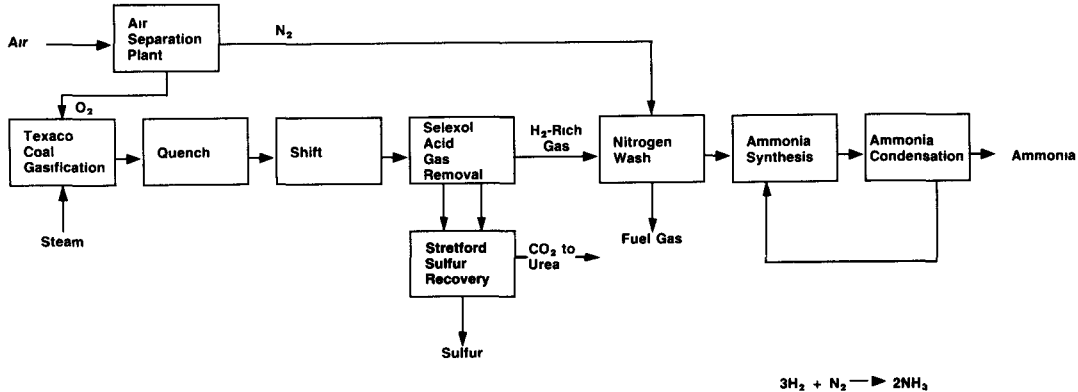 Air
Air
Separation
Plant
N₂
O₂
Texaco
Coal
Gasification
Quench
Shift
Selexol
Acid
Gas
Removal
H₂-Rich
Gas
Nitrogen
Wash
Ammonia
Synthesis
Ammonia
Condensation
Ammonia
Steam
Stretford
Sulfur
Recovery
CO₂ to
Urea
Fuel Gas
Sulfur
3H₂ + N₂ → 2NH₃